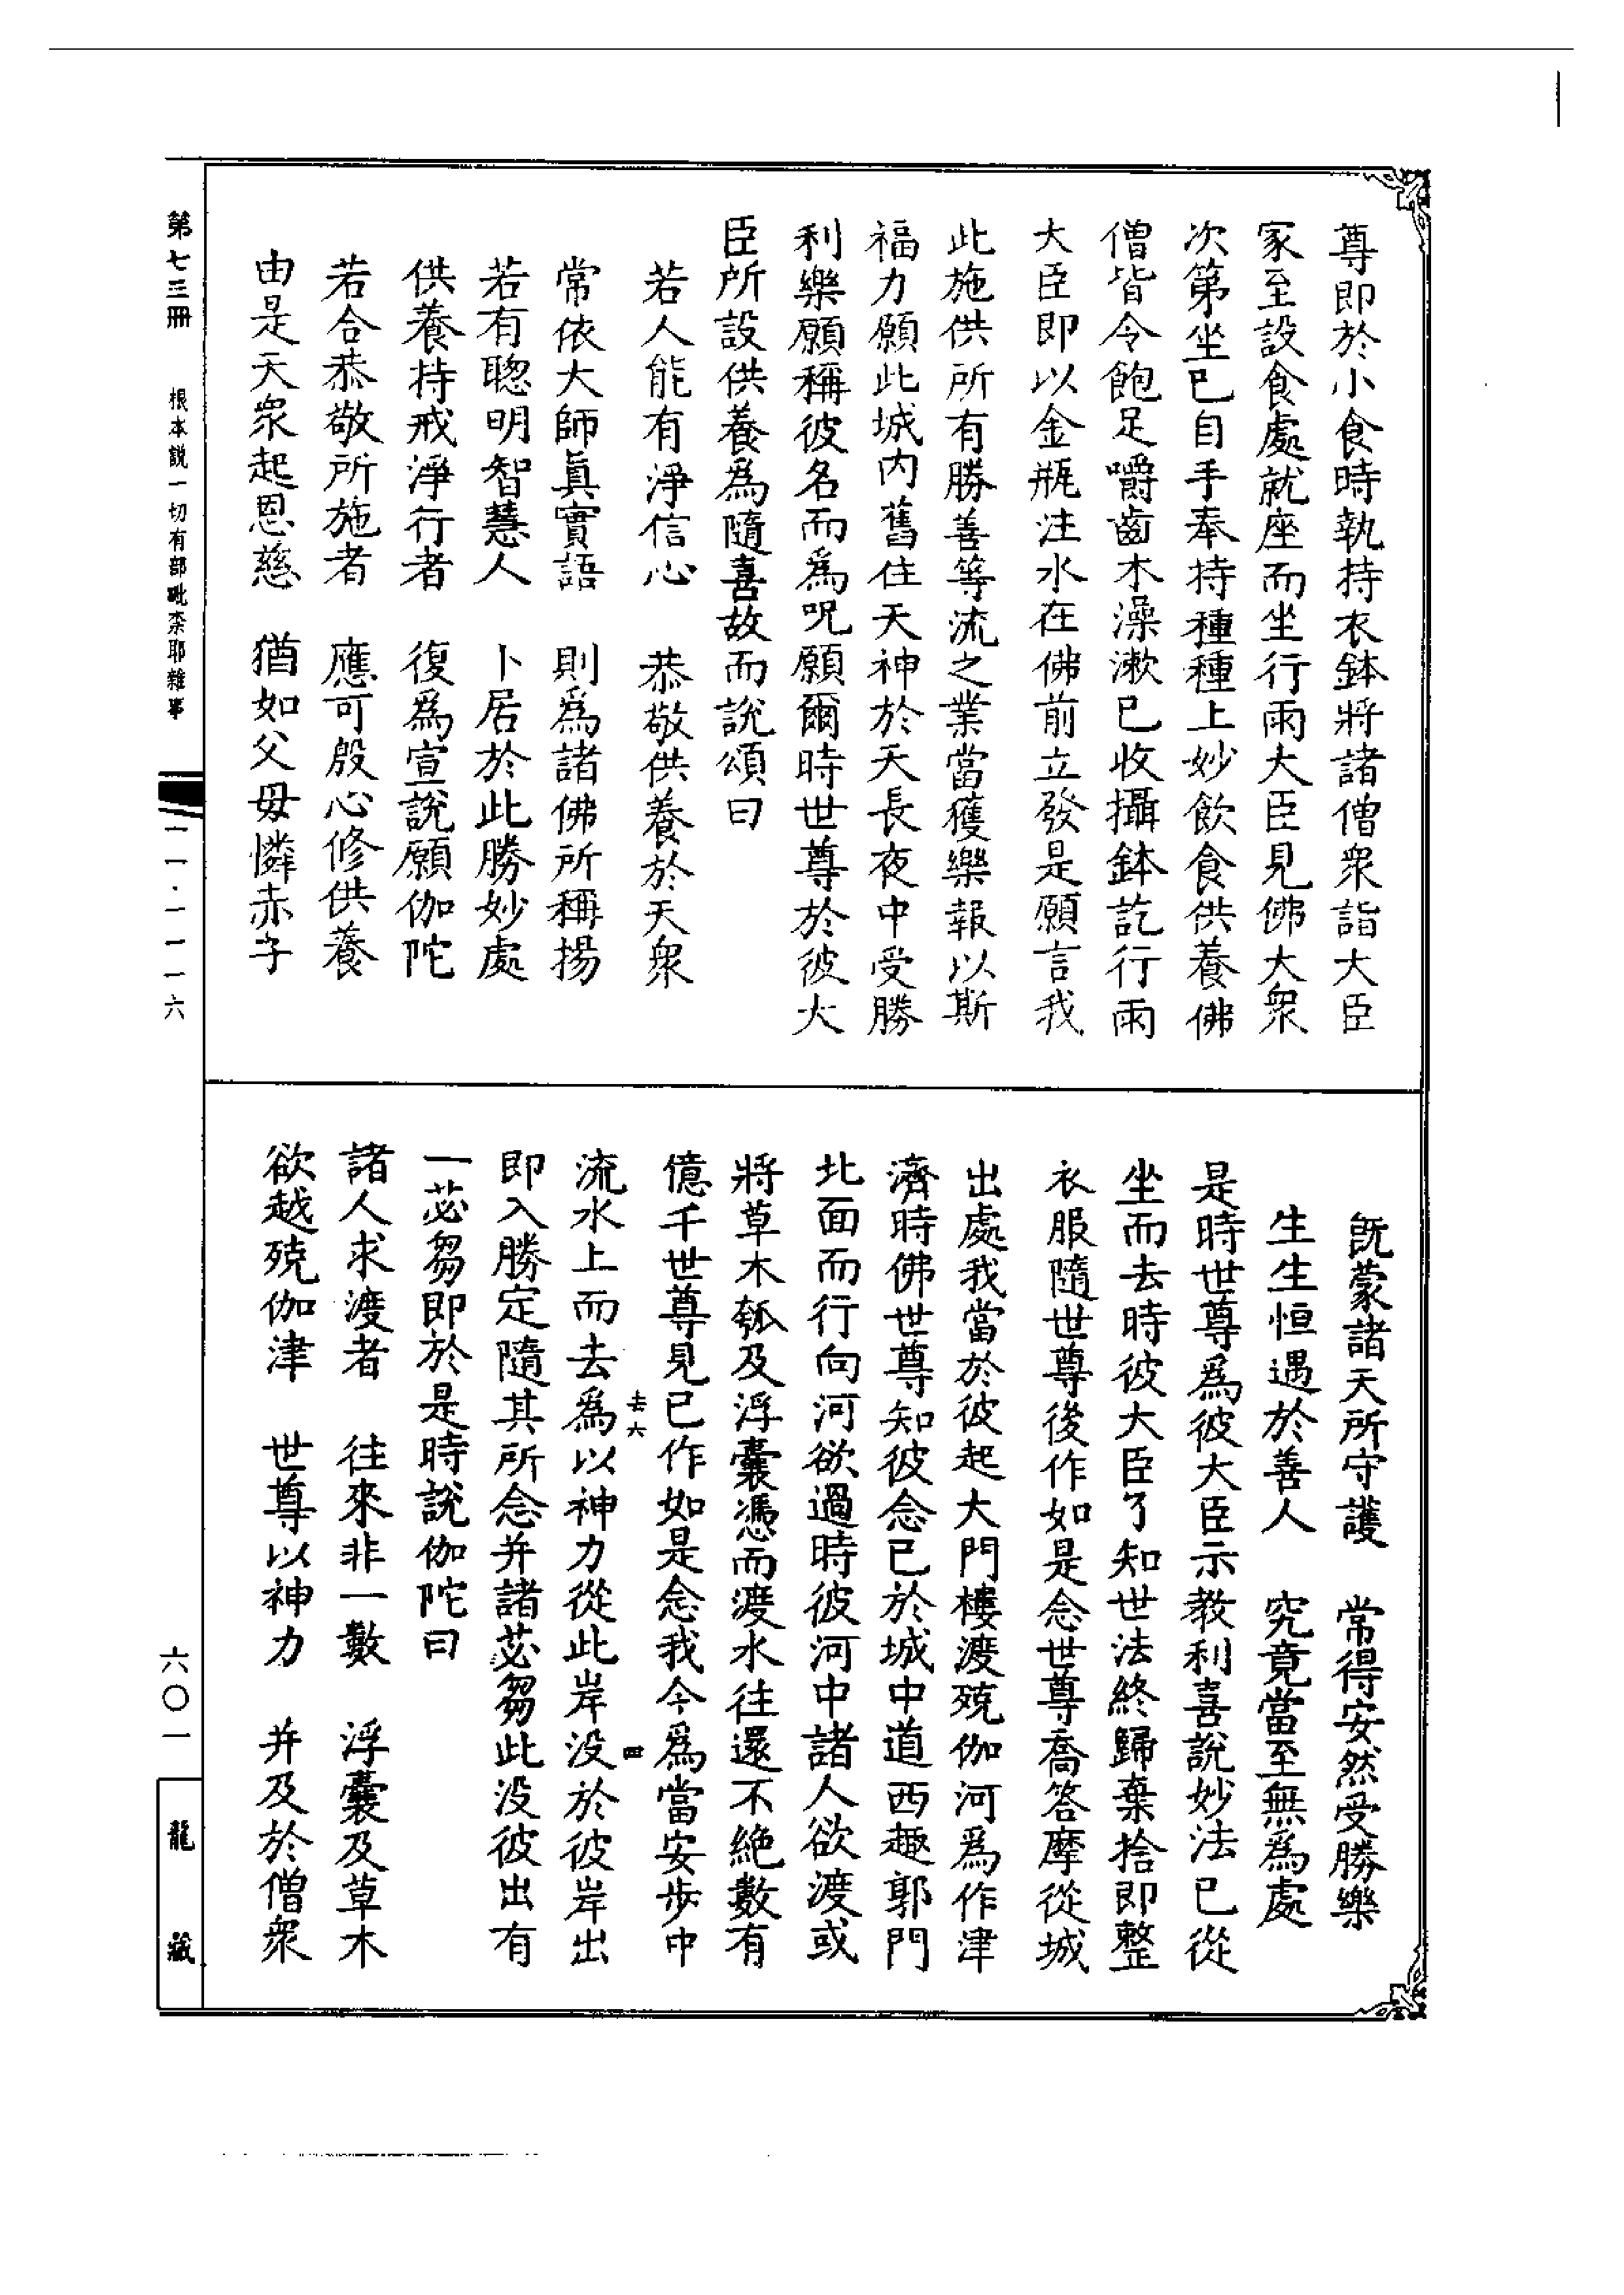 尊即於小食時執持衣鉢將諸僧衆詣大臣
家至設食處就座而坐行雨大臣見佛大衆
次第坐已自手奉持種種上妙飲食供養佛
僧皆令飽足嚼齒木澡漱已收攝鉢訖行雨
大臣即以金瓶注水在佛前立發是願言我
此施供所有勝善等流之業當獲樂報以斯
福力願此城内舊住天神於天長夜中受勝
利樂願稱彼名而爲呪願爾時世尊於彼大
臣所設供養爲隨喜故而說頌曰
若人能有淨信心　恭敬供養於天衆
常依大師眞實語　則爲諸佛所稱揚
若有聰明智慧人　卜居於此勝妙處
供養持戒淨行者　復爲宣說願伽陀
若合恭敬所施者　應可殷心修供養
由是天衆起恩慈　猶如父毋憐赤子
既蒙諸天所守護　常得安然受勝樂
生生恒遇於善人　究竟當至無爲處
是時世尊爲彼大臣示教利喜說妙法已從
坐而去時彼大臣了知世法終歸棄捨即整
衣服隨世尊後作如是念世尊喬答摩從城
出處我當於彼起大門樓渡殑伽河爲作津
濟時佛世尊知彼念已於城中道西趣郭門
北面而行向河欲過時彼河中諸人欲渡或
將草木瓠及浮囊憑而渡水往還不絶數有
億千世尊見已作如是念我今爲當安步中
去六
四
流水上而去爲以神力從此岸没於彼岸出
即入勝定隨其所念并諸苾芻此没彼出有
一苾芻即於是時說伽陀曰
諸人求渡者　往來非一數　浮囊及草木
欲越殑伽津　世尊以神力　并及於僧衆
第七三冊　根本説一切有部毗柰耶雜事
一一·一一一六
六〇一
龍藏